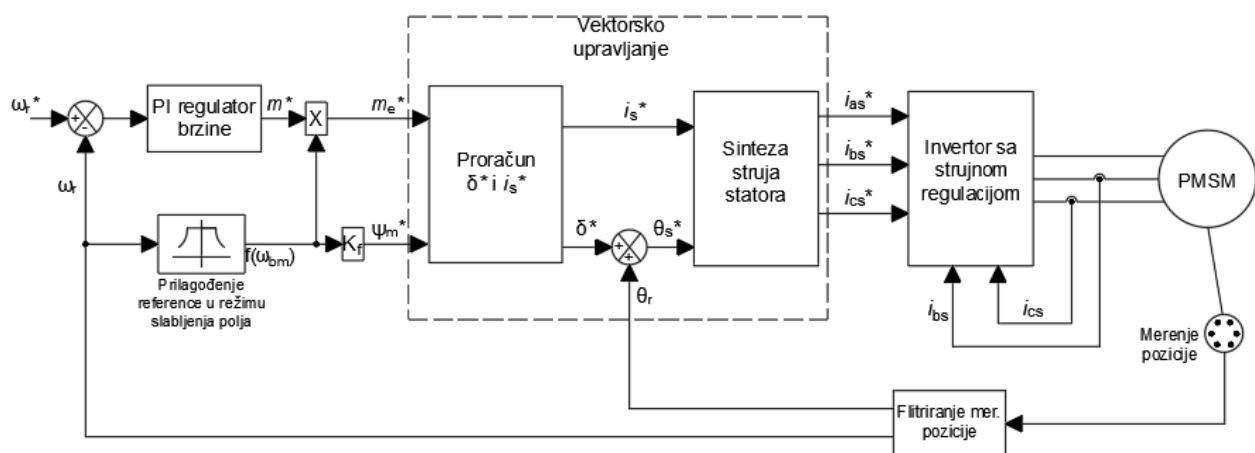 Vektorsko
upravljanje
ωr*
+
-
PI regulator
brzine
m*
X
me*
Proračun
δ* i is*
is*
Sinteza
struja
statora
ias*
ibs*
ics*
Invertor sa
strujnom
regulacijom
PMSM
ωr
f(ωbm)
Kf
Ψm*
δ*
+
+
θs*
θr
Prilagođenje
reference u režimu
slabljenja polja
ibs
ics
Merenje
pozicije
Flitriranje mer.
pozicije